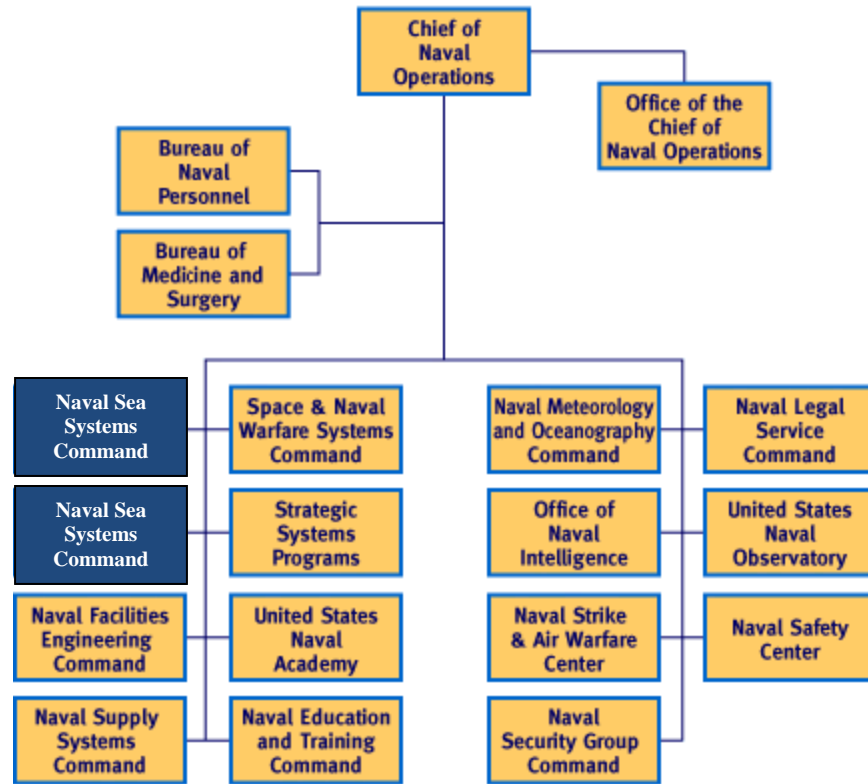 Chief of
Naval
Operations
Office of the
Chief of
Naval Operations
Bureau of
Naval
Personnel
Bureau of
Medicine and
Surgery
Naval Sea
Systems
Command
Space & Naval
Warfare Systems
Command
Naval Meteorology
and Oceanography
Command
Naval Legal
Service
Command
Naval Sea
Systems
Command
Strategic
Systems
Programs
Office of
Naval
Intelligence
United States
Naval
Observatory
Naval Facilities
Engineering
Command
United States
Naval
Academy
Naval Strike
& Air Warfare
Center
Naval Safety
Center
Naval Supply
Systems
Command
Naval Education
and Training
Command
Naval
Security Group
Command